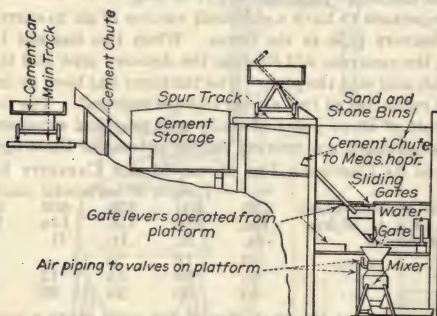 Cement Car
Main Track
Cement Chute
Spur Track
Cement
Storage
Sand and
Stone Bins
Cement Chute
to Meas. hopr.
Sliding
Gates
Water
Gate
Gate levers operated from
platform
Air piping to valves on platform
Mixer